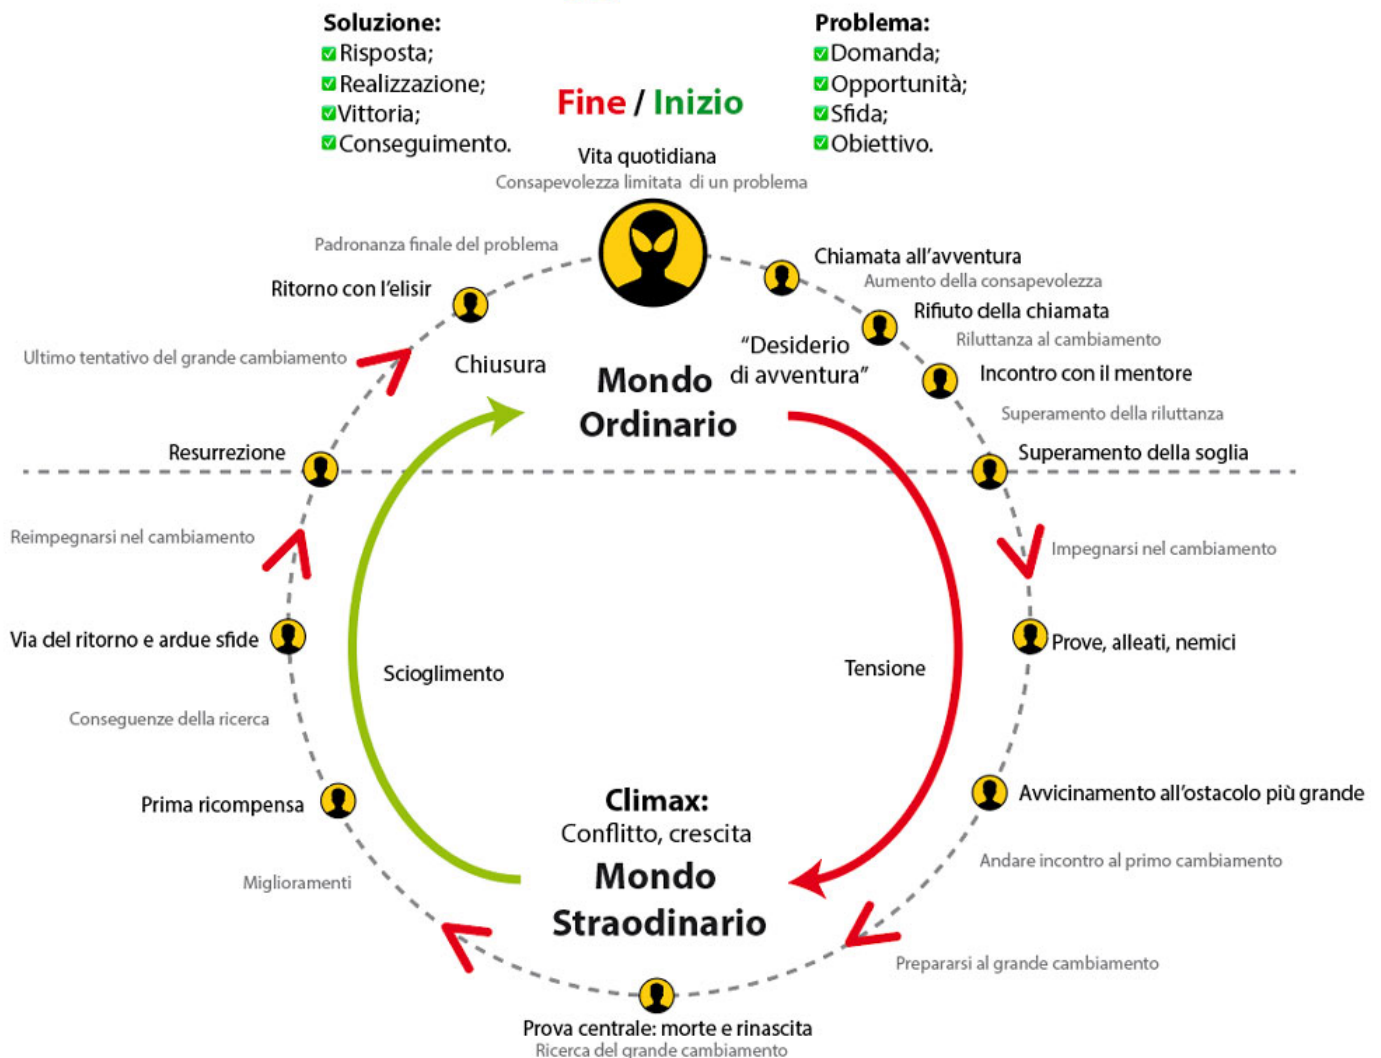 Soluzione:
✅Risposta;
✅Realizzazione;
✅Vittoria;
✅Conseguimento.
Problema:
✅Domanda;
✅Opportunità;
✅Sfida;
✅Obiettivo.
Fine / Inizio
Vita quotidiana
Consapevolezza limitata di un problema
Chiamata all'avventura
Aumento della consapevolezza
Rifiuto della chiamata
Riluttanza al cambiamento
Incontro con il mentore
Superamento della riluttanza
Superamento della soglia
Impegnarsi nel cambiamento
Prove, alleati, nemici
Avvicinamento all'ostacolo più grande
Andare incontro al primo cambiamento
Prepararsi al grande cambiamento
Prova centrale: morte e rinascita
Ricerca del grande cambiamento
Miglioramenti
Prima ricompensa
Conseguenze della ricerca
Via del ritorno e ardue sfide
Reimpegnarsi nel cambiamento
Resurrezione
Ultimo tentativo del grande cambiamento
Ritorno con l'elisir
Padronanza finale del problema
Chiusura
Mondo
Ordinario
"Desiderio
di avventura"
Scioglimento
Tensione
Climax:
Conflitto, crescita
Mondo
Straodinario